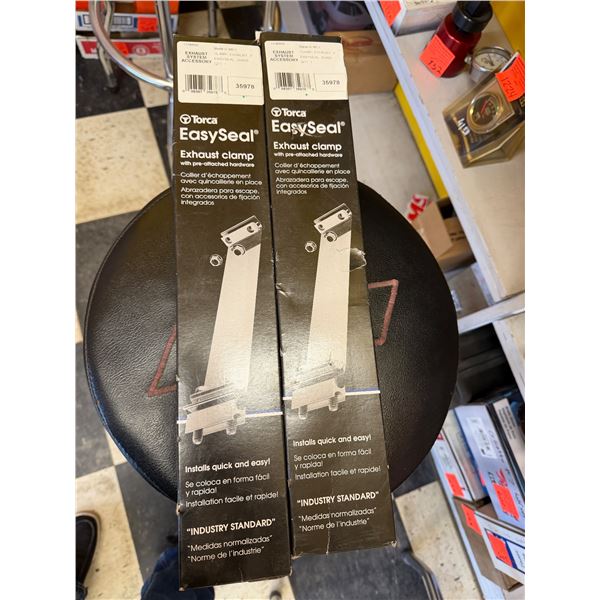 EXHAUST
SYSTEM
ACCESSORY
35978
Torca®
EasySeal®
Exhaust clamp
with pre-attached hardware
Collier d'échappement
avec quincaillerie en place
Abrazadera para escape,
con accesorios de fijación
integrados
Installs quick and easy!
Se coloca en forma fácil
y rapida!
Installation facile et rapide!
"INDUSTRY STANDARD"
"Medidas normalizadas"
"Norme de l'industrie"
EXHAUST
SYSTEM
ACCESSORY
35978
Torca®
EasySeal®
Exhaust clamp
with pre-attached hardware
Collier d'échappement
avec quincaillerie en place
Abrazadera para escape,
con accesorios de fijación
integrados
Installs quick and easy!
Se coloca en forma fácil
y rapida!
Installation facile et rapide!
"INDUSTRY STANDARD"
"Medidas normalizadas"
"Norme de l'industrie"